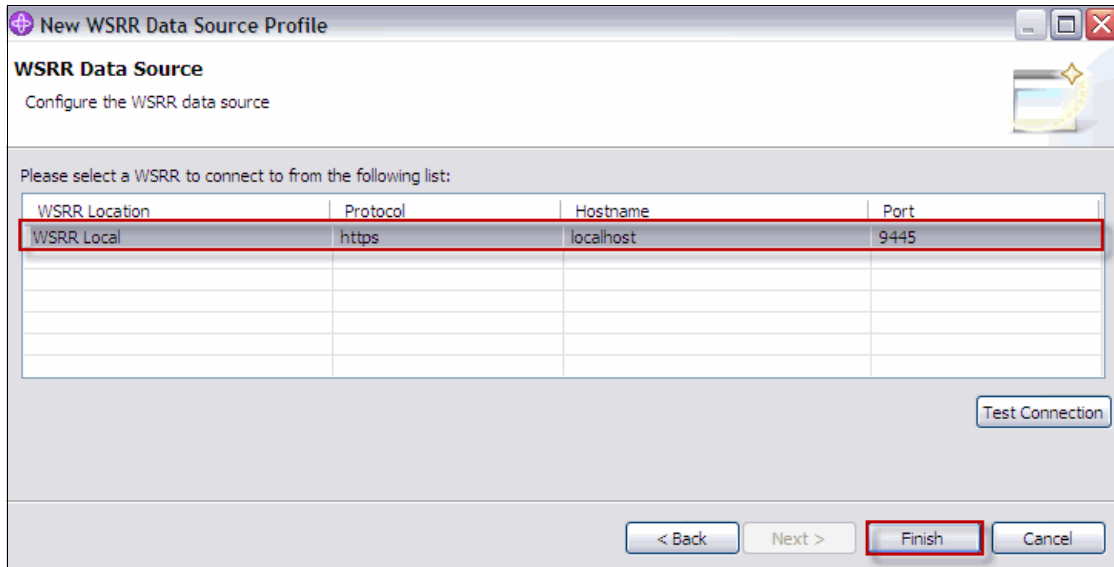 New WSRR Data Source Profile
WSRR Data Source
Configure the WSRR data source
Please select a WSRR to connect to from the following list:
WSRR Location Protocol Hostname Port
WSRR Local https localhost 9445
Test Connection
< Back Next > Finish Cancel